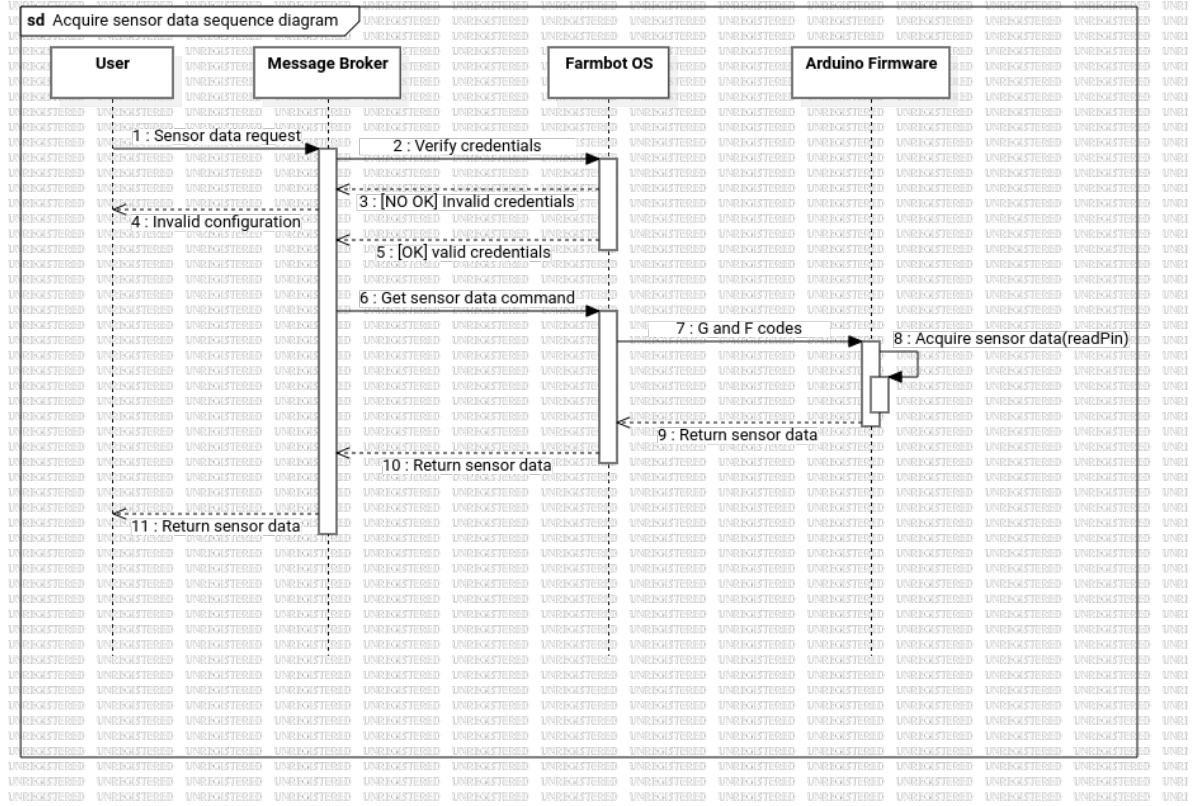 sd Acquire sensor data sequence diagram
User
Message Broker
Farmbot OS
Arduino Firmware
1 : Sensor data request
2 : Verify credentials
3 : [NO OK] Invalid credentials
4 : Invalid configuration
5 : [OK] valid credentials
6 : Get sensor data command
7 : G and F codes
8 : Acquire sensor data(readPin)
9 : Return sensor data
10 : Return sensor data
11 : Return sensor data
UNREGISTERED